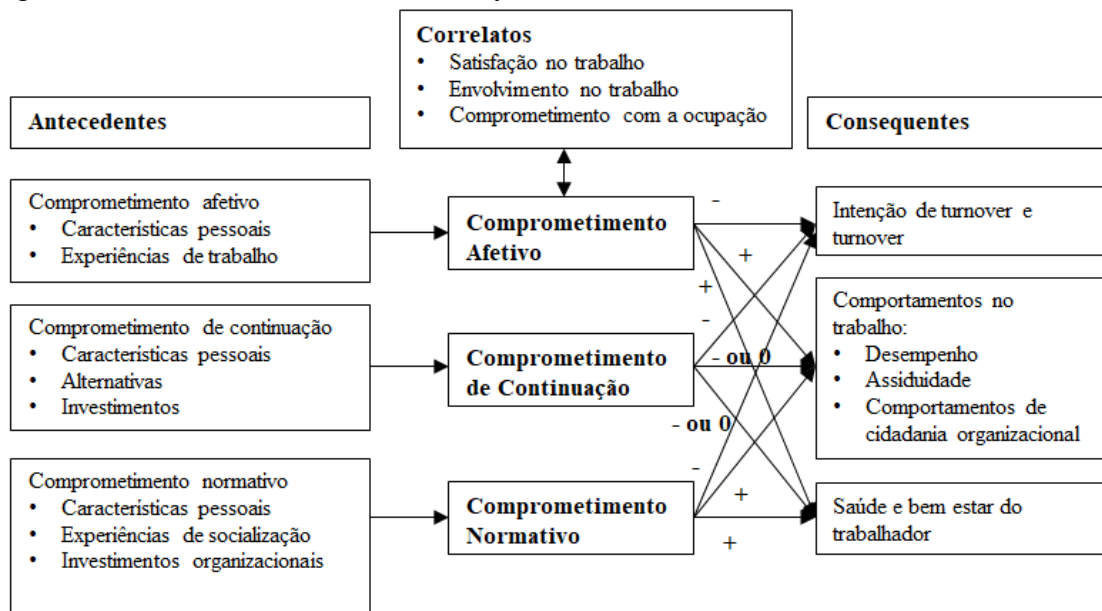 Correlatos
• Satisfação no trabalho
• Envolvimento no trabalho
• Comprometimento com a ocupação
Antecedentes
Consequentes
Comprometimento afetivo
• Características pessoais
• Experiências de trabalho
Comprometimento
Afetivo
Intenção de turnover e
turnover
Comprometimento de continuação
• Características pessoais
• Alternativas
• Investimentos
Comprometimento
de Continuação
Comportamentos no
trabalho:
• Desempenho
• Assiduidade
• Comportamentos de
cidadania organizacional
Comprometimento normativo
• Características pessoais
• Experiências de socialização
• Investimentos organizacionais
Comprometimento
Normativo
Saúde e bem estar do
trabalhador
-
+
+
-
- ou 0
- ou 0
-
+
+